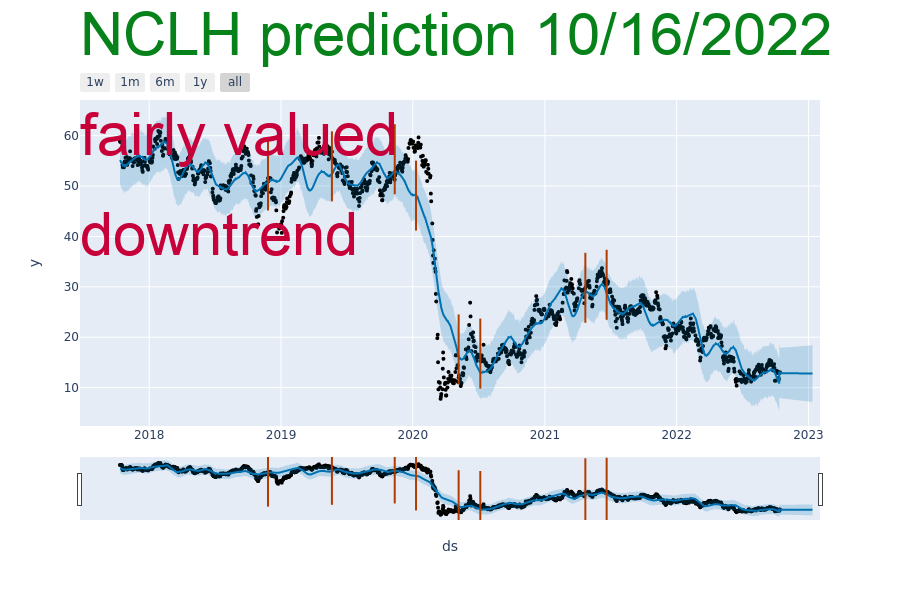 NCLH prediction 10/16/2022
1w 1m 6m 1y all
fairly valued
downtrend
60
50
40
30
20
10
y
2018 2019 2020 2021 2022 2023
ds